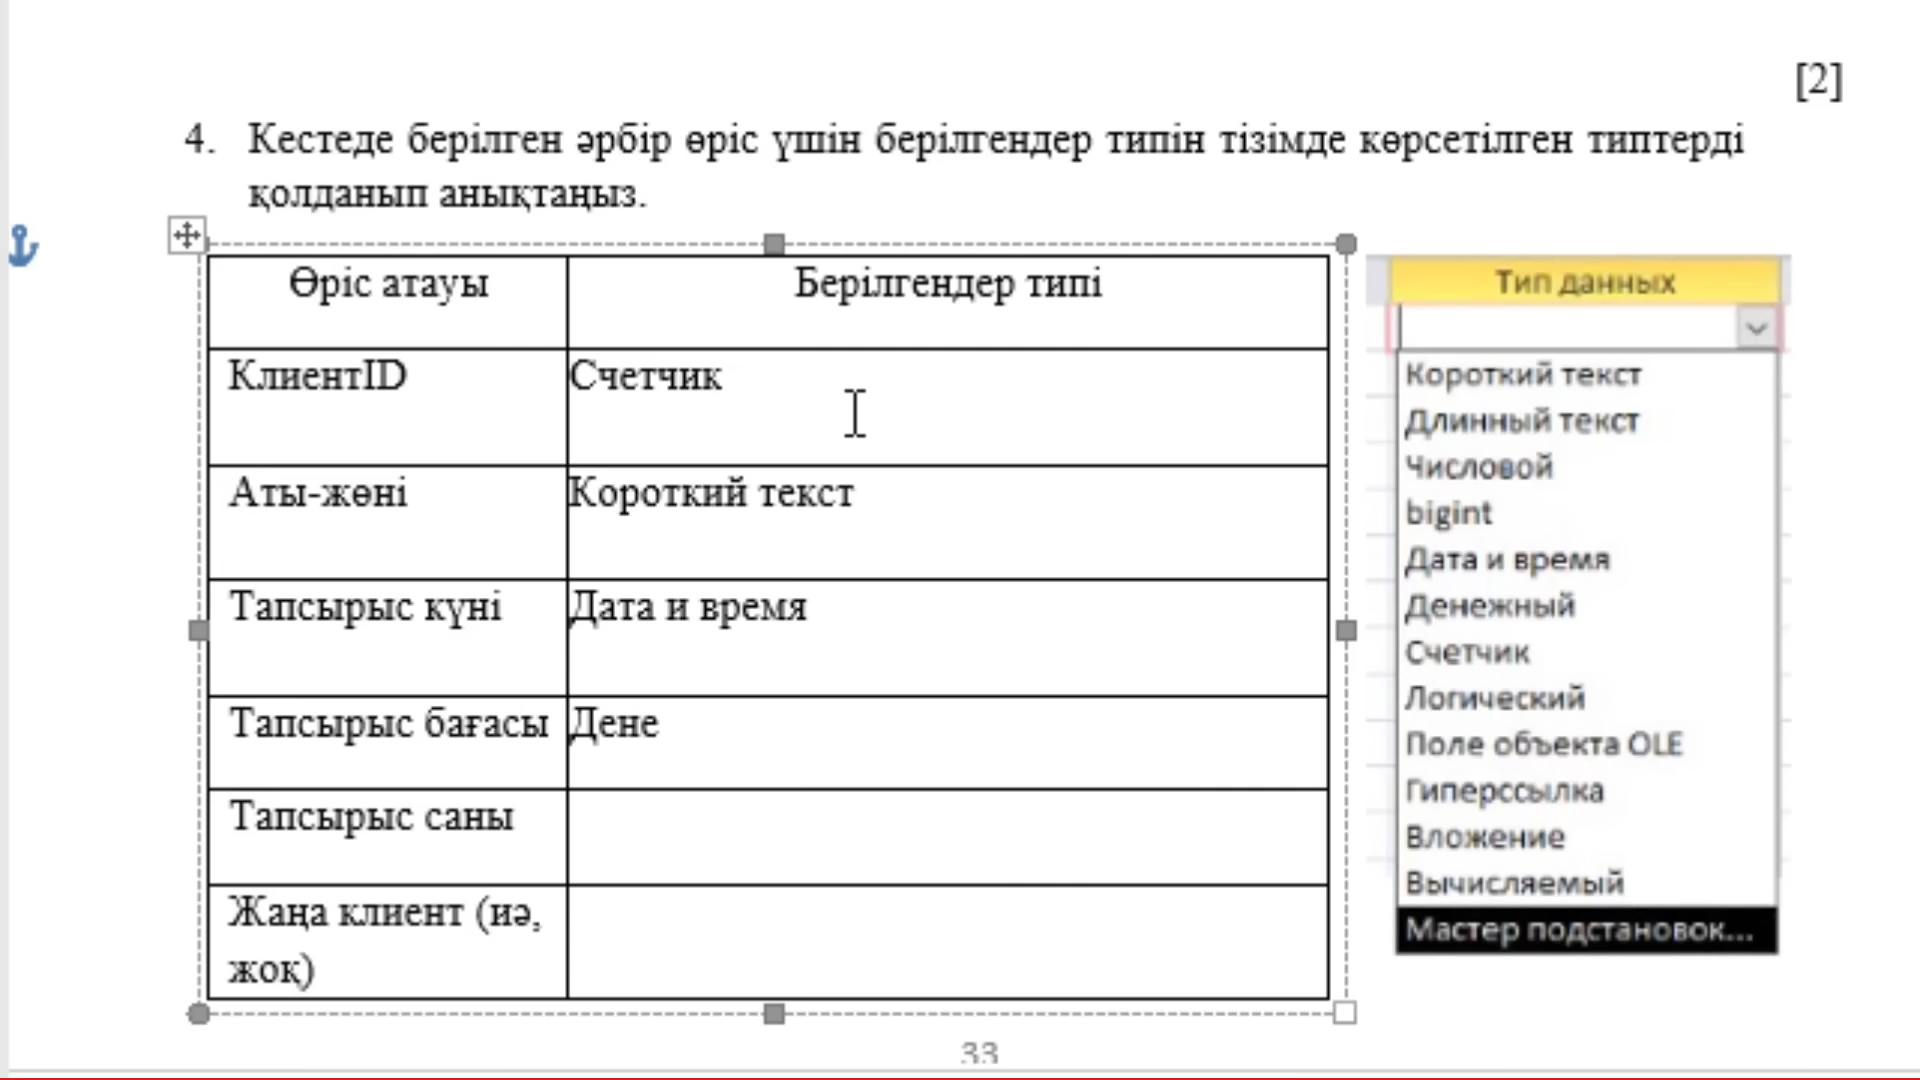 [2]
4. Кестеде берілген әрбір өріс үшін берілгендер типін тізімде көрсетілген типтерді
қолданып анықтаңыз.
Өріс атауы Берілгендер типі
КлиентID Счетчик
Аты-жөні Короткий текст
Тапсырыс күні Дата и время
Тапсырыс бағасы Дене
Тапсырыс саны
Жаңа клиент (иә,
жоқ)
Тип данных
Короткий текст
Длинный текст
Числовой
bigint
Дата и время
Денежный
Счетчик
Логический
Поле объекта OLE
Гиперссылка
Вложение
Вычисляемый
Мастер подстановок...
33